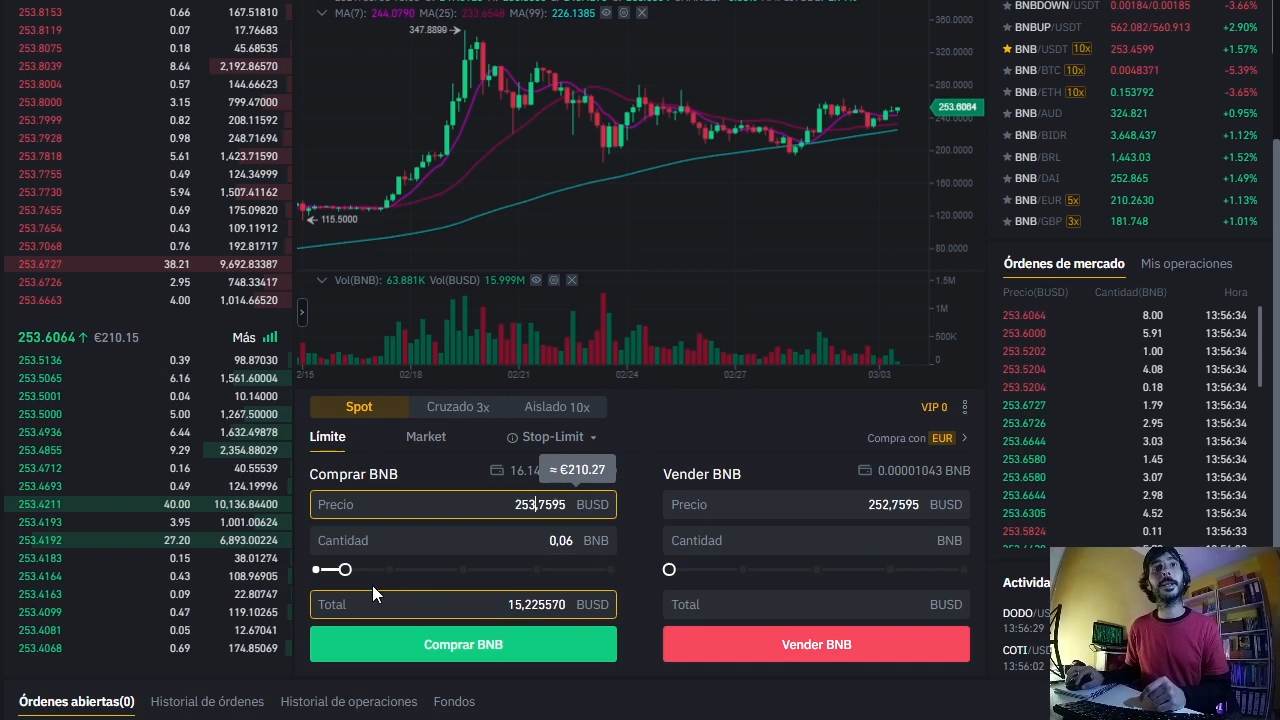 253.8153 0.66 167.51810
253.8119 0.07 17.76683
253.8075 0.18 45.68535
253.8039 8.64 2,192.86570
253.8004 0.57 144.66623
253.8000 3.15 799.47000
253.7999 0.82 208.11592
253.7928 0.98 248.71694
253.7818 5.61 1,423.71590
253.7755 0.49 124.34999
253.7730 5.94 1,507.41162
253.7655 0.69 175.09820
253.7654 0.43 109.11912
253.7068 0.76 192.81717
253.6727 38.21 9,692.83387
253.6726 2.95 748.33417
253.6663 4.00 1,014.66520
253.6064↑ €210.15 Más
253.5136 0.39 98.87030
253.5065 6.16 1,561.60004
253.5001 0.04 10.14000
253.5000 5.00 1,267.50000
253.4936 6.44 1,632.49878
253.4855 9.29 2,354.88029
253.4712 0.16 40.55539
253.4693 0.49 124.19996
253.4211 40.00 10,136.84400
253.4193 3.95 1,001.00624
253.4192 27.20 6,893.00224
253.4183 0.15 38.01274
253.4164 0.43 108.96905
253.4163 0.09 22.80747
253.4099 0.47 119.10265
253.4081 0.05 12.67041
253.4068 0.69 174.85069
MA(7): 244.0790 MA(25): 233.6548 MA(99): 226.1385
347.8899
115.5000
360.0000
320.0000
280.0000
253.6064
240.0000
200.0000
160.0000
120.0000
80.0000
Vol(BNB): 63.881K Vol(BUSD) 15.999M
1.5M
1M
500K
0
2/15 02/18 02/21 02/24 02/27 03/03
Spot Cruzado 3x Aislado 10x VIP 0
Límite Market Stop-Limit Compra con EUR
Comprar BNB 16.14 ≈ €210.27
Precio 253,7595 BUSD
Cantidad 0,06 BNB
Total 15,225570 BUSD
Comprar BNB
Vender BNB 0.00001043 BNB
Precio 252,7595 BUSD
Cantidad BNB
Total BUSD
Vender BNB
BNBDOWN/USDT 0.00184/0.00185 -3.66%
BNBUP/USDT 562.082/560.913 +2.90%
BNB/USDT 10x 253.4599 +1.57%
BNB/BTC 10x 0.0048371 -5.39%
BNB/ETH 10x 0.153792 -3.65%
BNB/AUD 324.821 +0.95%
BNB/BIDR 3,648,437 +1.12%
BNB/BRL 1,443.03 +1.52%
BNB/DAI 252.865 +1.49%
BNB/EUR 5x 210.2630 +1.13%
BNB/GBP 3x 181.748 +1.01%
Órdenes de mercado Mis operaciones
Precio(BUSD) Cantidad(BNB) Hora
253.6064 8.00 13:56:34
253.6000 5.91 13:56:34
253.5202 1.00 13:56:34
253.5204 4.08 13:56:34
253.5204 0.18 13:56:34
253.6727 1.79 13:56:34
253.6726 2.95 13:56:34
253.6644 3.03 13:56:34
253.6580 1.45 13:56:34
253.6580 3.07 13:56:34
253.6644 2.98 13:56:34
253.6305 4.52 13:56:34
253.5824 0.11 13:56:33
Activida
DODO/US
13:56:29
COTI/USD
13:56:02
Órdenes abiertas(0) Historial de órdenes Historial de operaciones Fondos